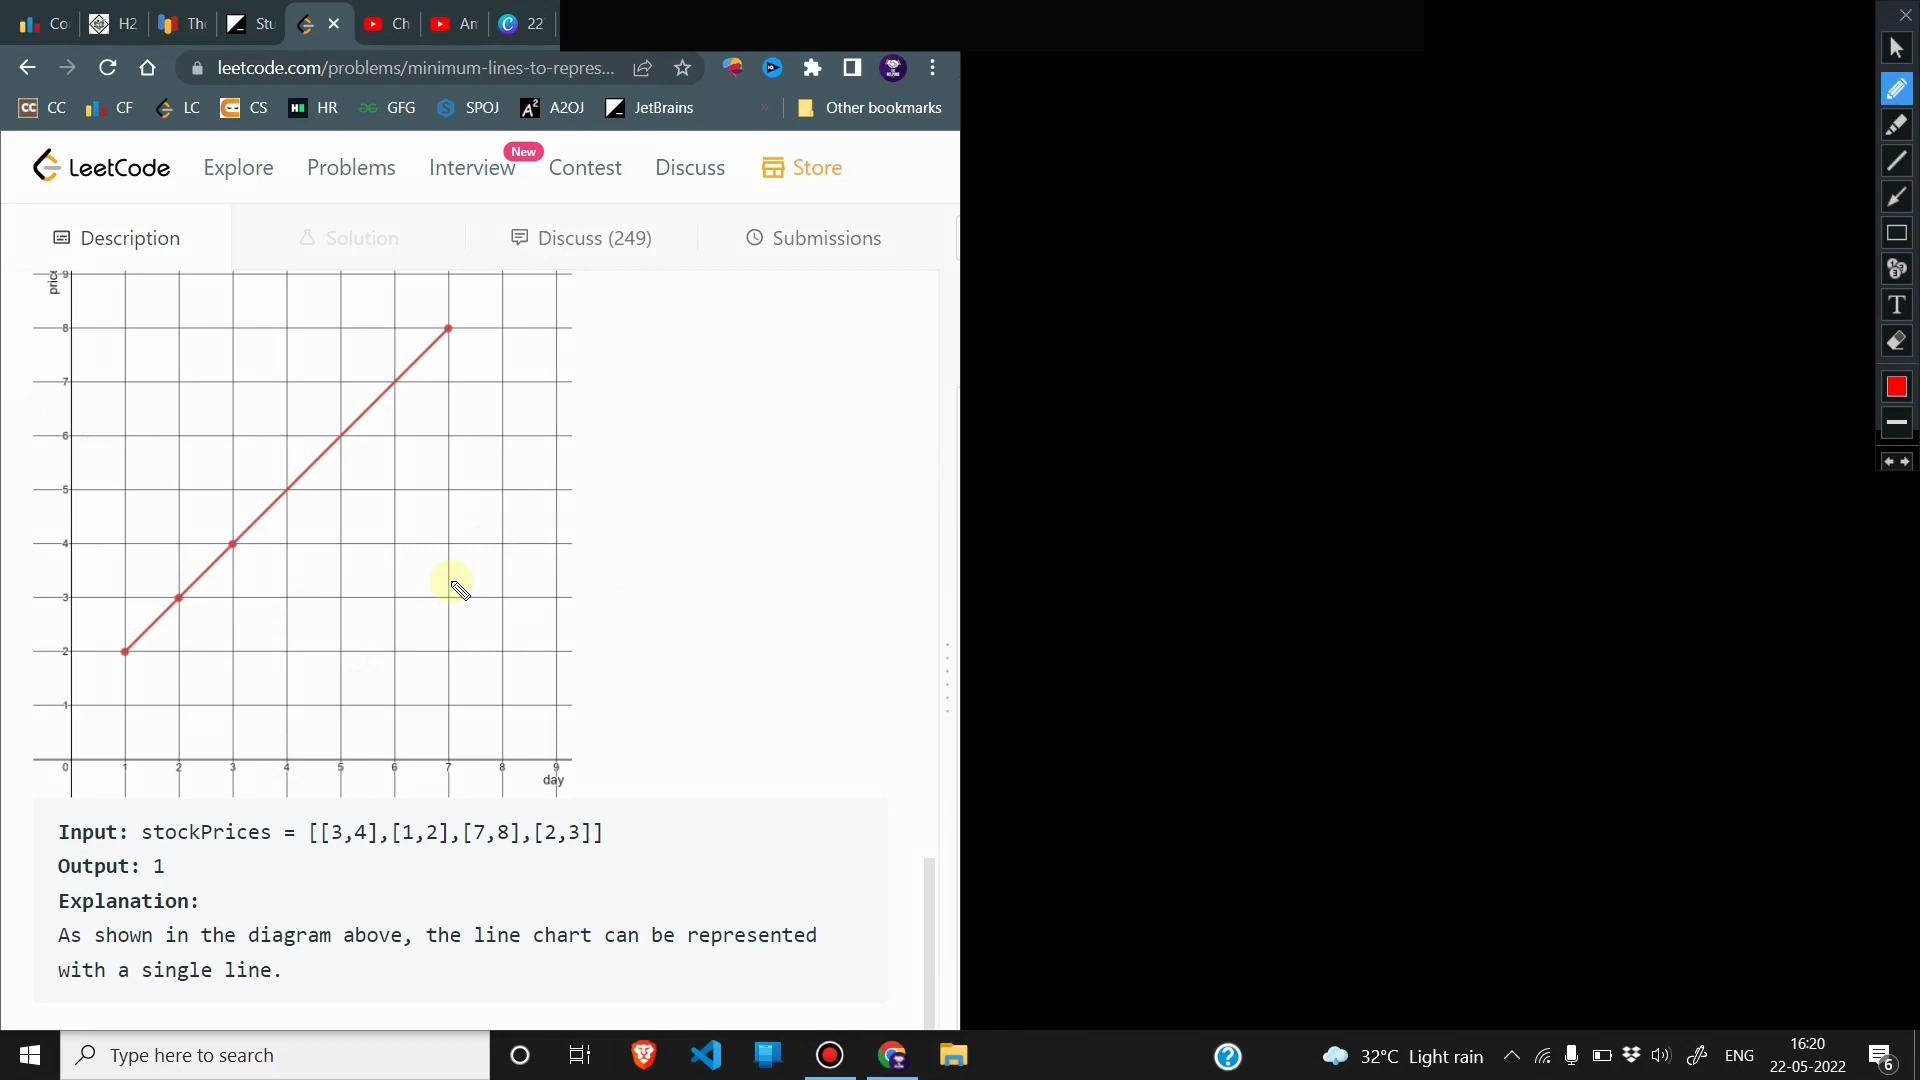 Co H2 Th Stu Ch An 22
leetcode.com/problems/minimum-lines-to-repres...
CC CC CF LC CS HR GFG SPOJ A2OJ JetBrains » Other bookmarks
LeetCode Explore Problems Interview New Contest Discuss Store
Description Solution Discuss (249) Submissions
price
9
8
7
6
5
4
3
2
1
0 1 2 3 4 5 6 7 8 9
day
Input: stockPrices = [[3,4],[1,2],[7,8],[2,3]]
Output: 1
Explanation:
As shown in the diagram above, the line chart can be represented
with a single line.
T
Type here to search
32°C Light rain ENG 16:20
22-05-2022
6